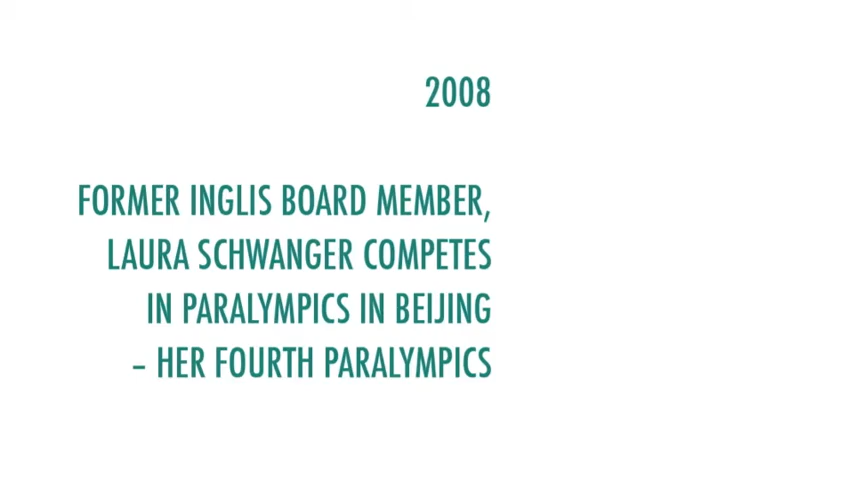 2008
FORMER INGLIS BOARD MEMBER,
LAURA SCHWANGER COMPETES
IN PARALYMPICS IN BEIJING
– HER FOURTH PARALYMPICS